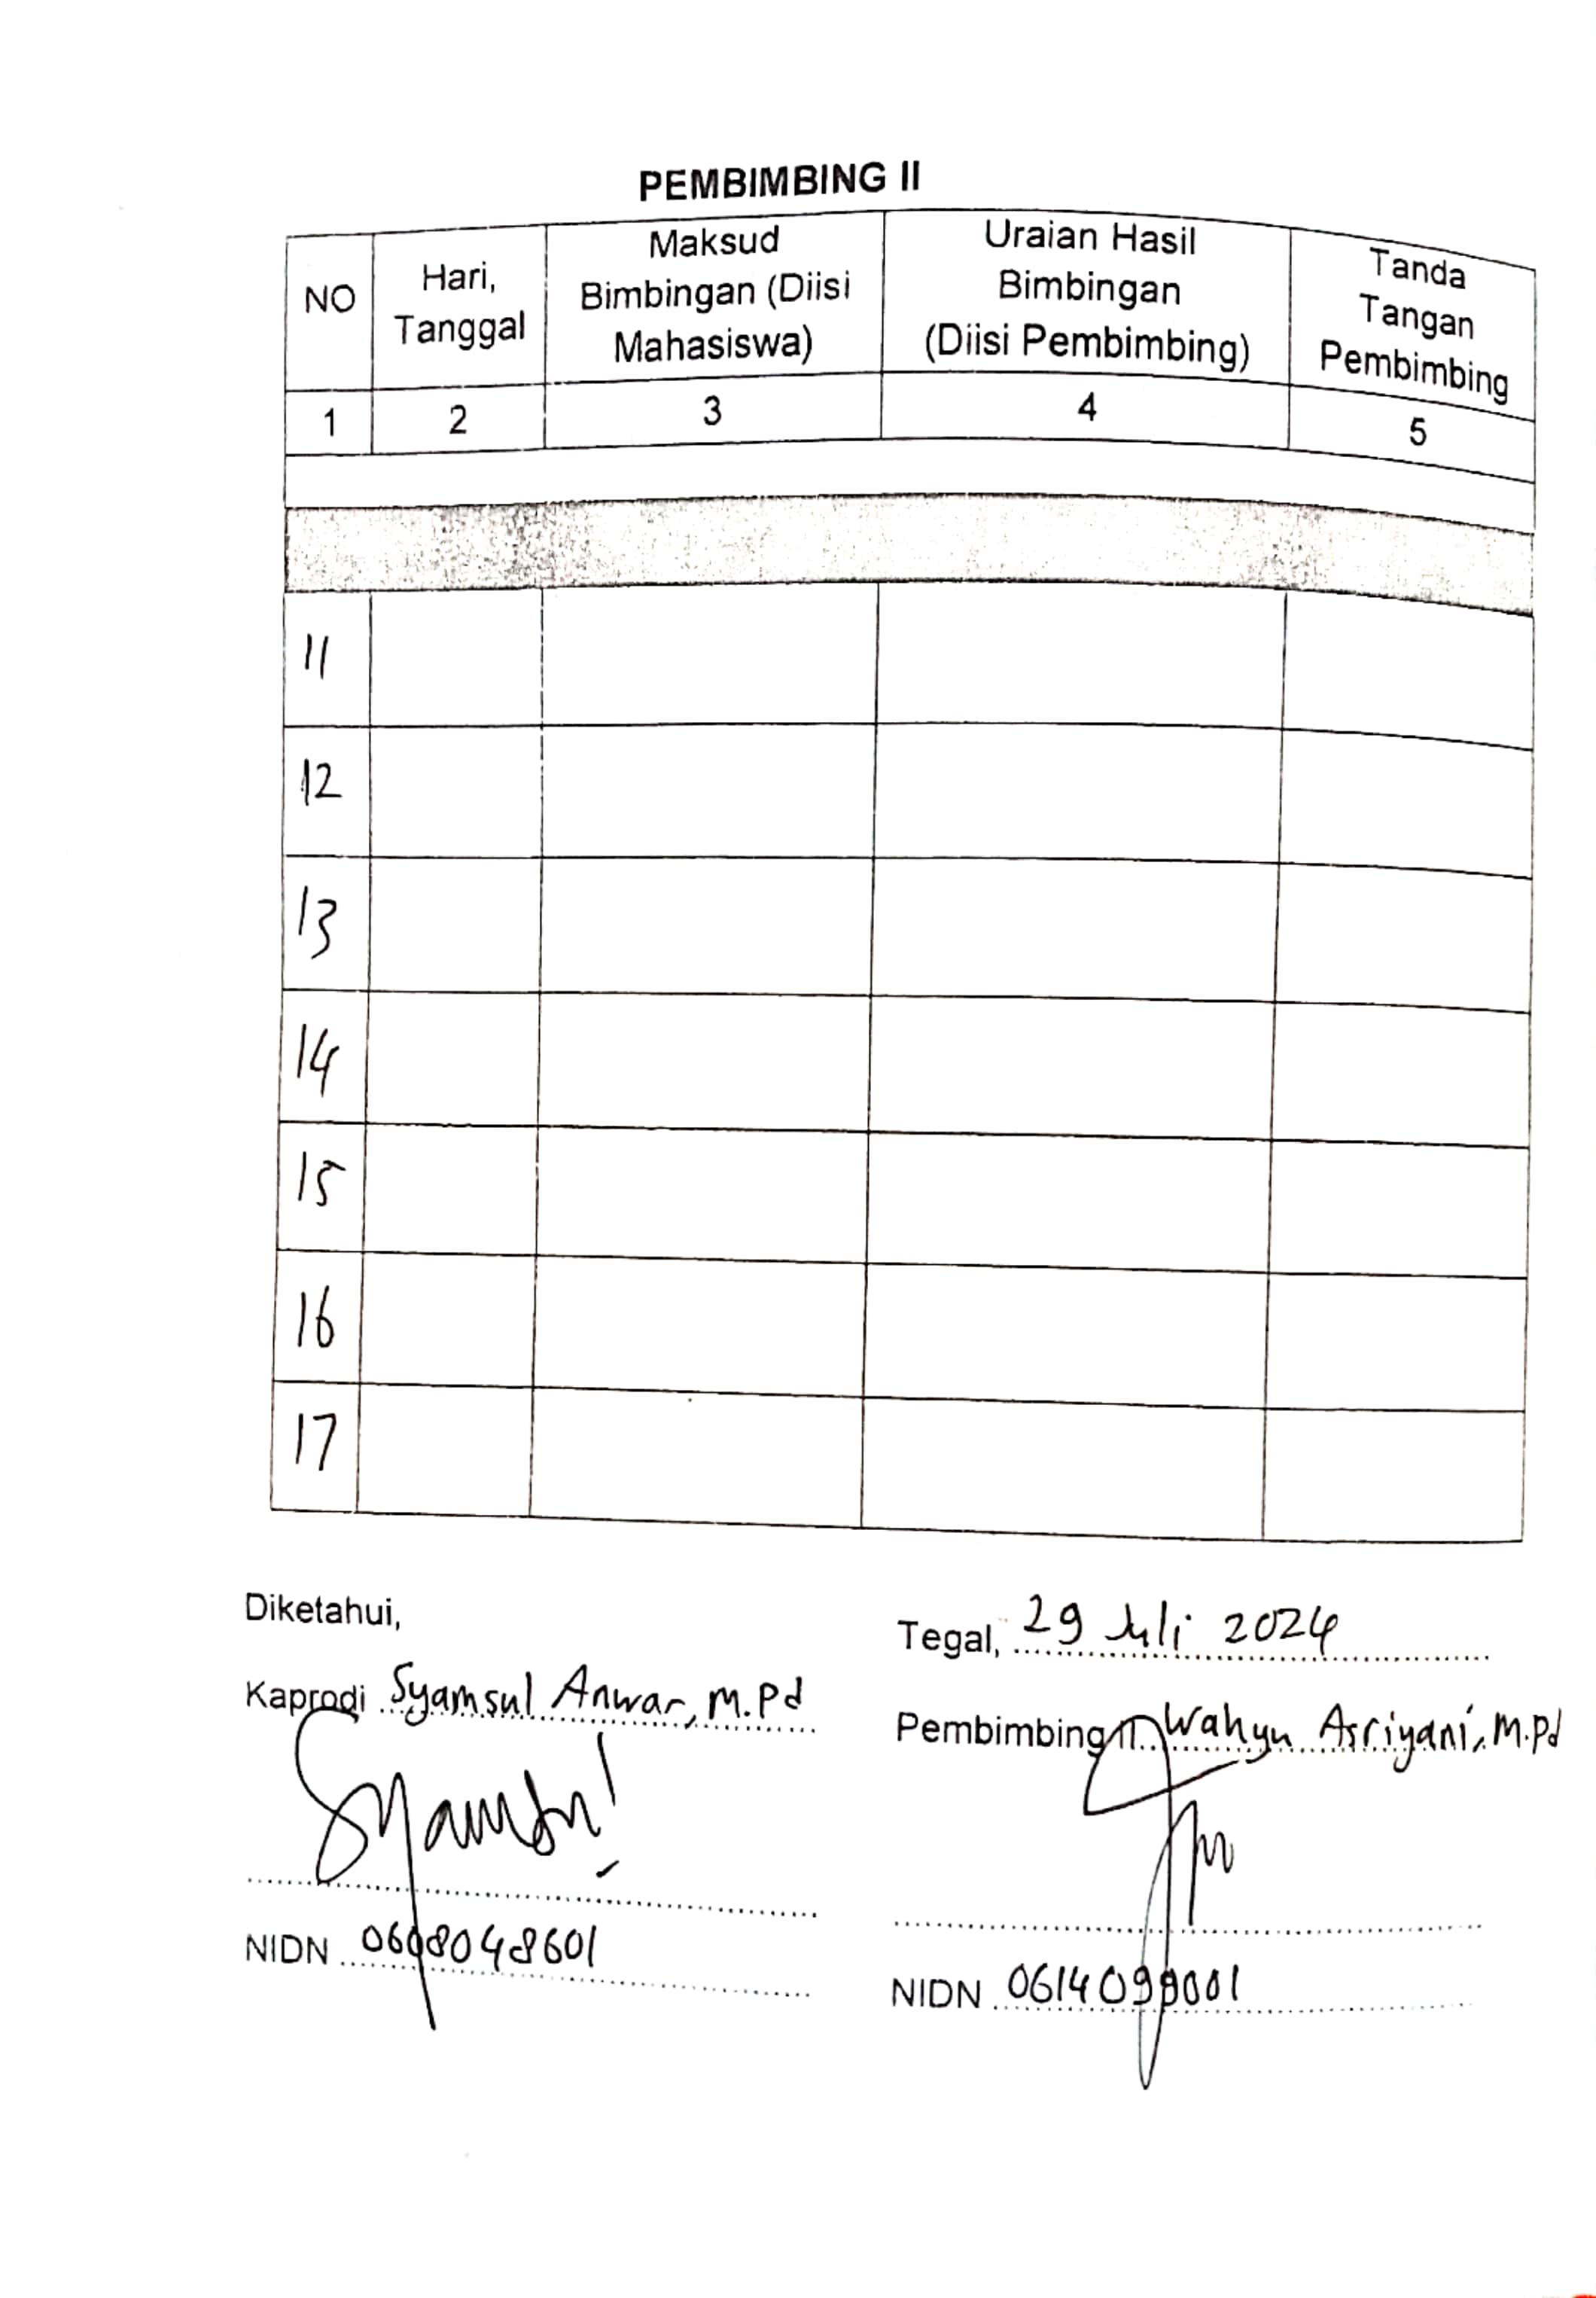 PEMBIMBING II
NO
Hari,
Tanggal
Maksud
Bimbingan (Diisi
Mahasiswa)
Uraian Hasil
Bimbingan
(Diisi Pembimbing)
Tanda
Tangan
Pembimbing
1 2 3 4 5
11
12
13
14
15
16
17
Diketahui,
Kaprodi Syamsul Anwar, M.Pd
NIDN 0608048601
Tegal, 29 Juli 2024
Pembimbing II Wahyu Asriyani, M.Pd
NIDN